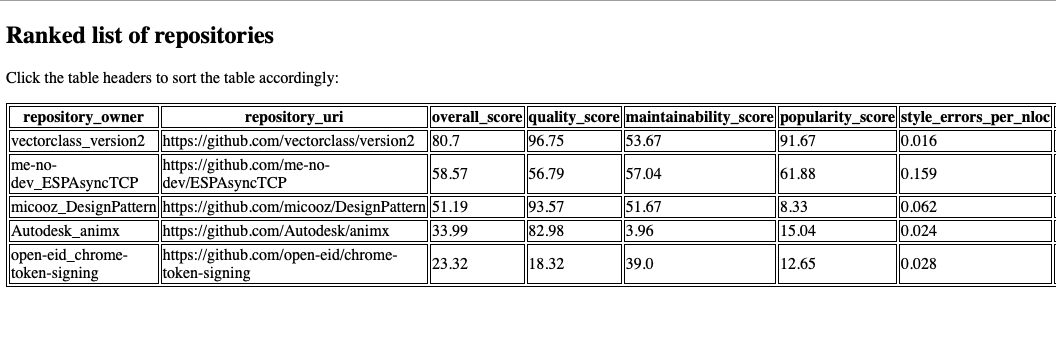 Ranked list of repositories
Click the table headers to sort the table accordingly:
repository_owner repository_uri overall_score quality_score maintainability_score popularity_score style_errors_per_nloc
vectorclass_version2 https://github.com/vectorclass/version2 80.7 96.75 53.67 91.67 0.016
me-no-dev_ESPAsyncTCP https://github.com/me-no-dev/ESPAsyncTCP 58.57 56.79 57.04 61.88 0.159
micooz_DesignPattern https://github.com/micooz/DesignPattern 51.19 93.57 51.67 8.33 0.062
Autodesk_animx https://github.com/Autodesk/animx 33.99 82.98 3.96 15.04 0.024
open-eid_chrome-token-signing https://github.com/open-eid/chrome-token-signing 23.32 18.32 39.0 12.65 0.028